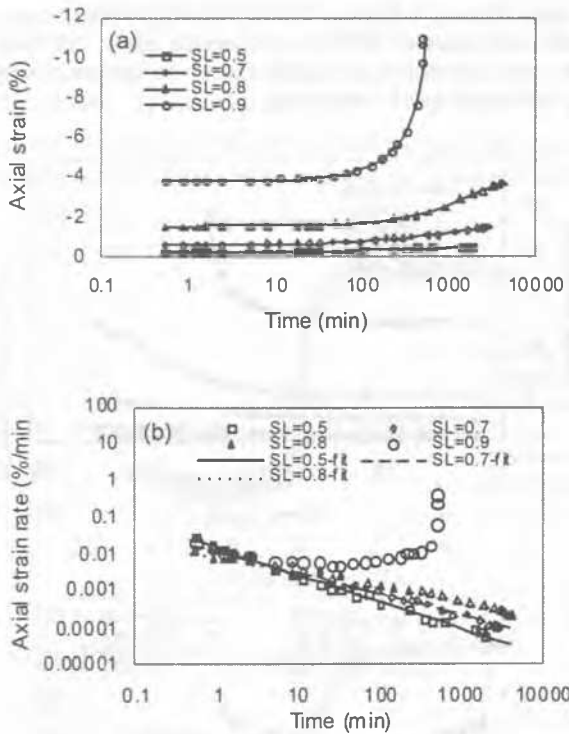 (a)
SL=0.5
SL=0.7
SL=0.8
SL=0.9
-12
-10
-8
-6
-4
-2
0
Axial strain (%)
0.1 1 10 100 1000 10000
Time (min)
(b)
SL=0.5 SL=0.7
SL=0.8 SL=0.9
SL=0.5-fit SL=0.7-fit
SL=0.8-fit
100
10
1
0.1
0.01
0.001
0.0001
0.00001
Axial strain rate (%/min)
0.1 1 10 100 1000 10000
Time (min)